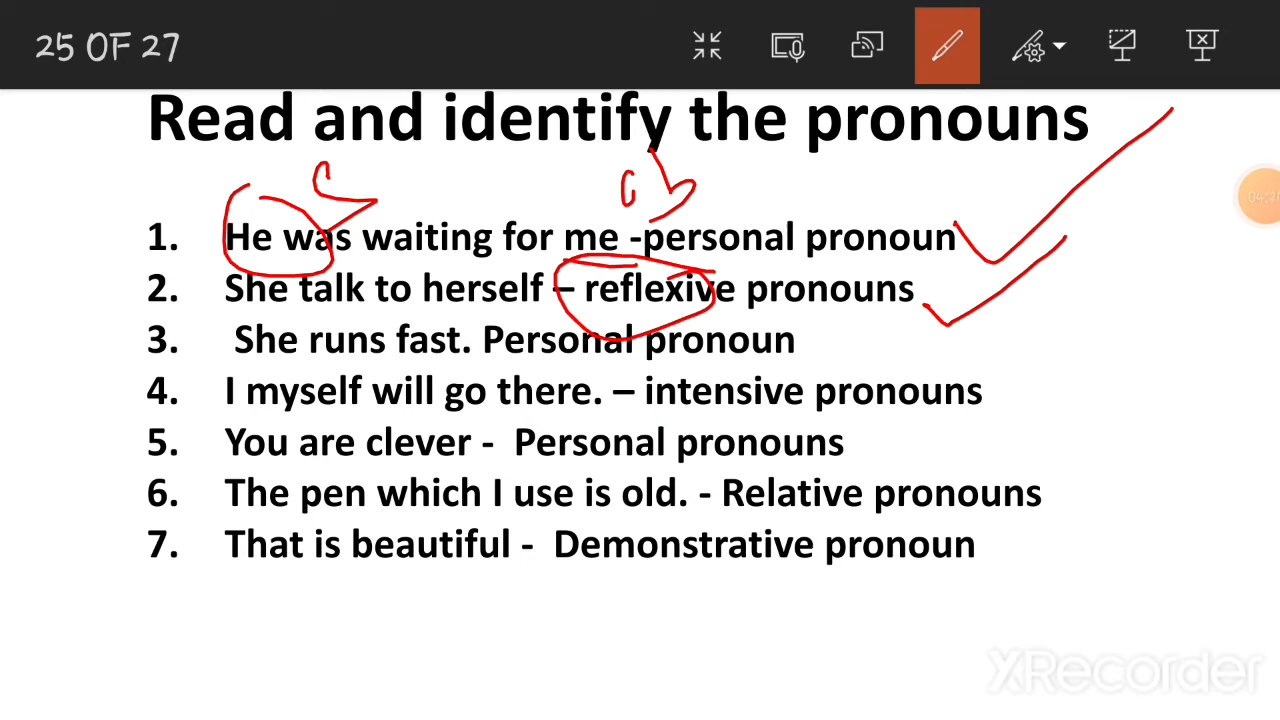 25 OF 27
Read and identify the pronouns
1. He was waiting for me -personal pronoun
2. She talk to herself – reflexive pronouns
3. She runs fast. Personal pronoun
4. I myself will go there. – intensive pronouns
5. You are clever - Personal pronouns
6. The pen which I use is old. - Relative pronouns
7. That is beautiful - Demonstrative pronoun
XRecorder